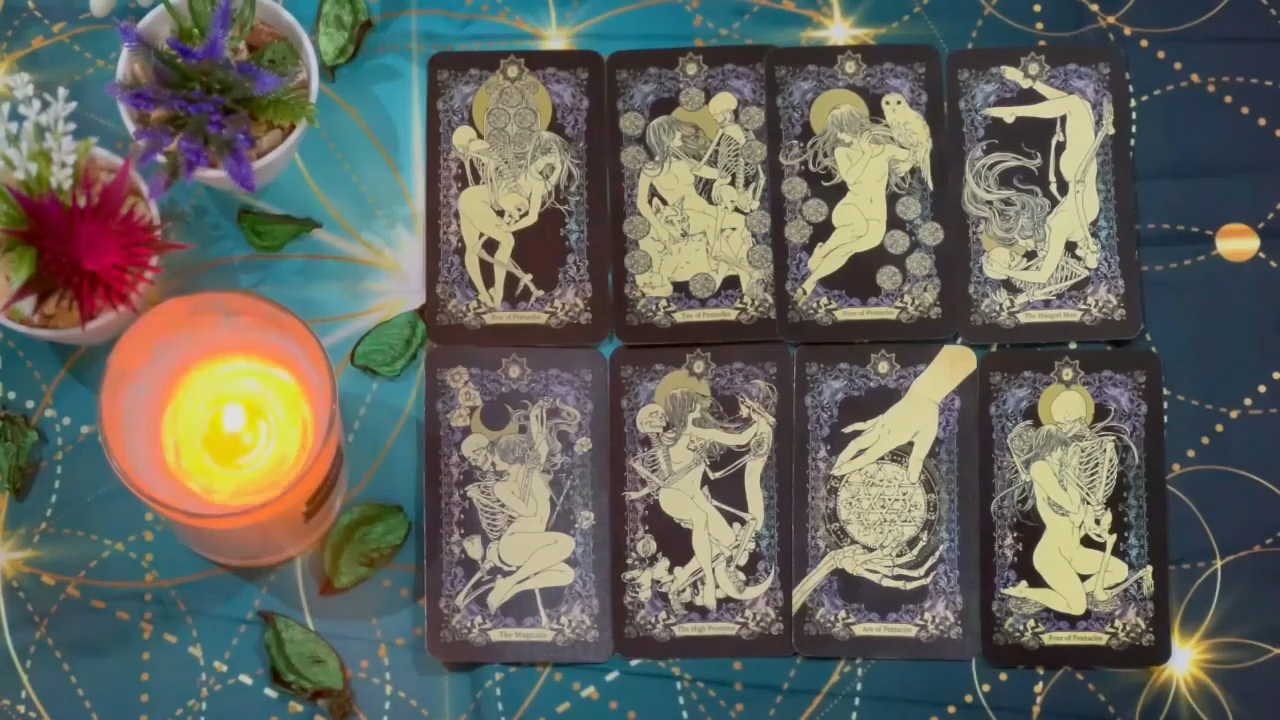 Five of Pentacles
Ten of Pentacles
Nine of Pentacles
The Hanged Man
The Magician
The High Priestess
Ace of Pentacles
Four of Pentacles